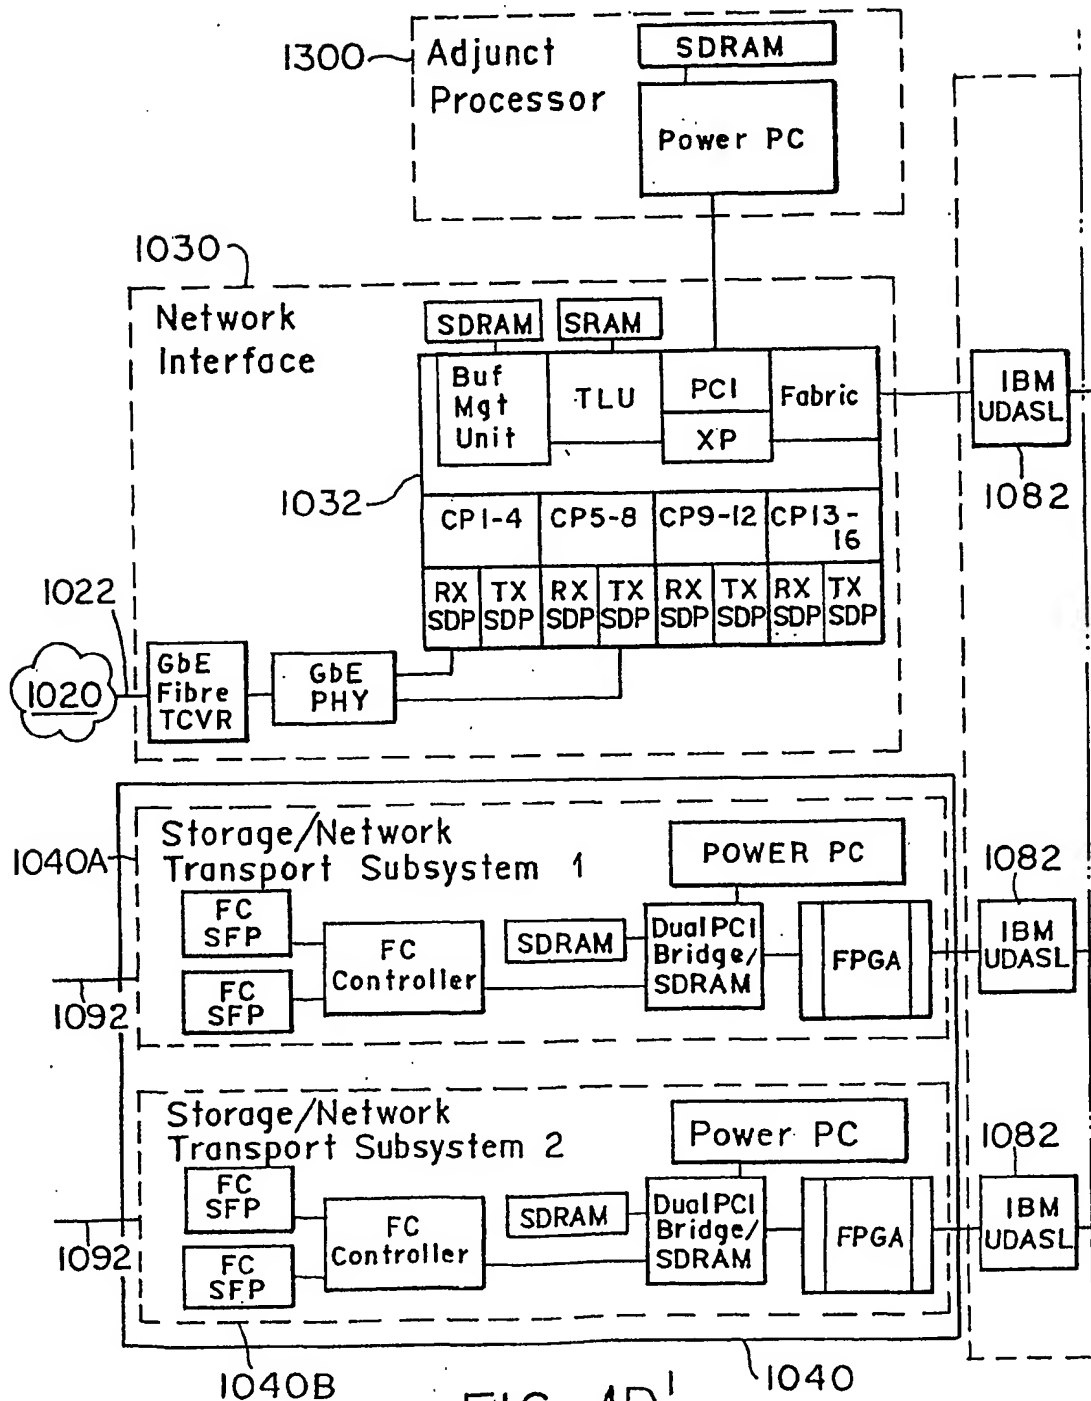 1300
Adjunct
Processor
SDRAM
Power PC
1030
Network
Interface
SDRAM
SRAM
Buf
Mgt
Unit
TLU
PCI
XP
Fabric
IBM
UDASL
1082
1032
CP1-4
CP5-8
CP9-12
CP13-
16
RX
SDP
TX
SDP
RX
SDP
TX
SDP
RX
SDP
TX
SDP
RX
SDP
TX
SDP
1022
1020
GbE
Fibre
TCVR
GbE
PHY
1040A
Storage/Network
Transport Subsystem 1
POWER PC
FC
SFP
FC
SFP
FC
Controller
SDRAM
Dual PCI
Bridge/
SDRAM
FPGA
1082
IBM
UDASL
1092
Storage/Network
Transport Subsystem 2
Power PC
FC
SFP
FC
SFP
FC
Controller
SDRAM
Dual PCI
Bridge/
SDRAM
FPGA
1082
IBM
UDASL
1092
1040B
1040